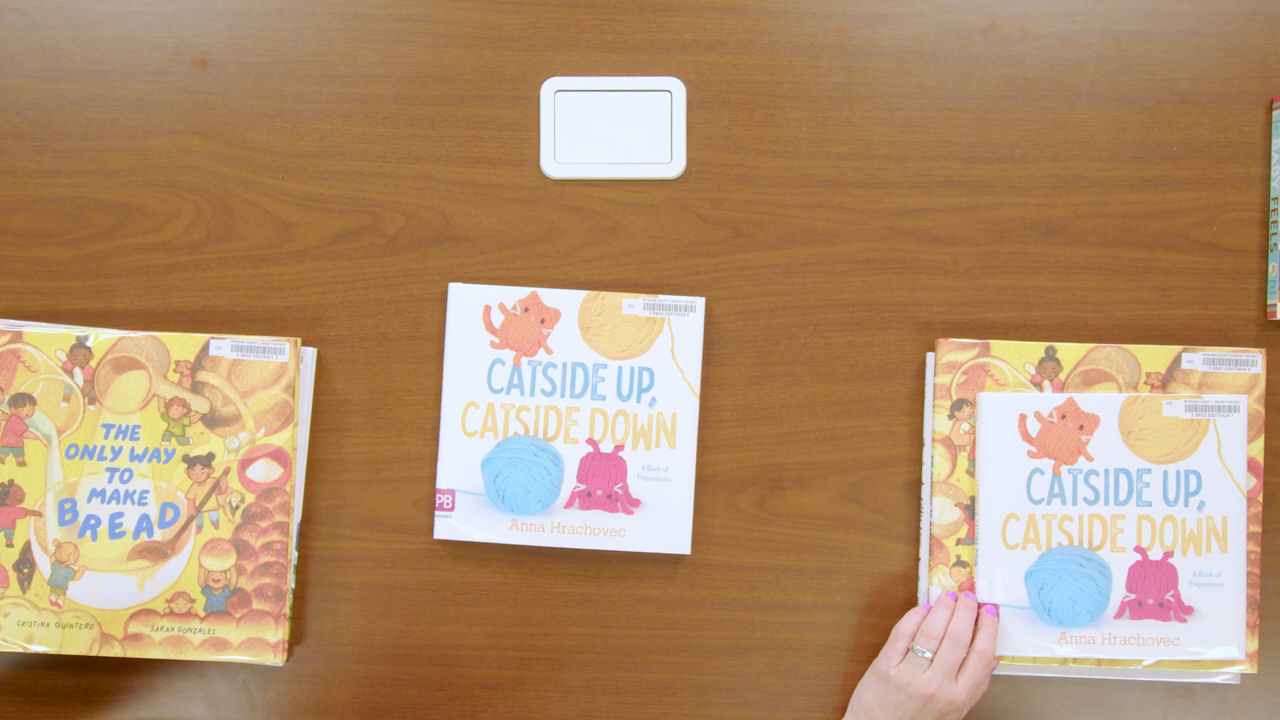 THE
ONLY WAY
TO
MAKE
BREAD
CRISTINA QUINTERO
SARAH GONZALES
CATSIDE UP,
CATSIDE DOWN
A Book of
Prepositions
PB
Anna Hrachovec
CATSIDE UP,
CATSIDE DOWN
A Book of
Prepositions
Anna Hrachovec
FEELS